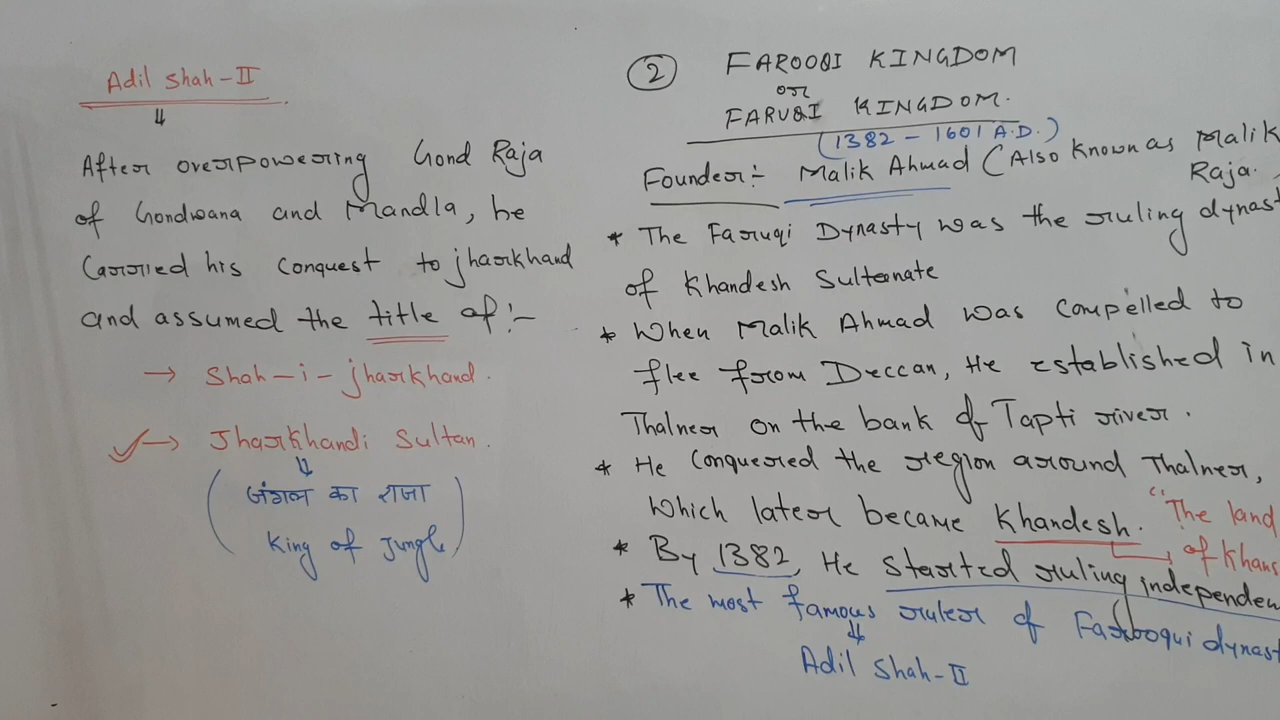 Adil Shah-II
After overpowering Gond Raja
of Gondwana and Mandla, he
Carried his conquest to jharkhand
and assumed the title of:-
→ Shah-i-jharkhand.
→ Jharkhandi Sultan.
(जंगल का राजा
King of Jungle)
② FAROOQI KINGDOM
or
FARUQI KINGDOM.
(1382 - 1601 A.D.)
Founder:- Malik Ahmad (Also known as Malik
Raja.
* The Faruqi Dynasty was the ruling dynast
of Khandesh Sultanate
* When Malik Ahmad was compelled to
flee from Deccan, He established in
Thalner on the bank of Tapti river.
* He Conquered the region around Thalner,
Which later became Khandesh. "The land
of Khans
* By 1382, He started ruling independen
* The most famous ruler of Farooqui dynast
Adil Shah-II